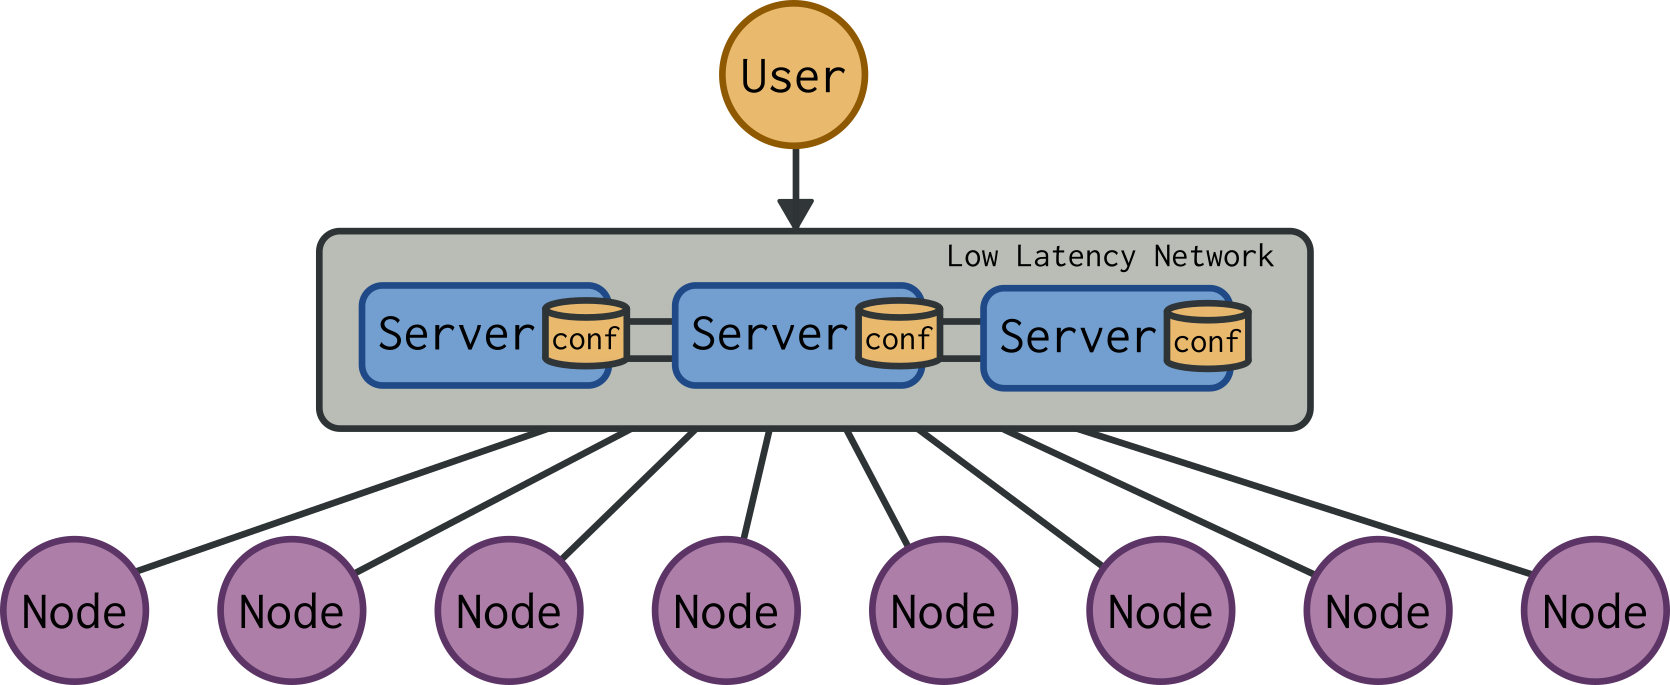 User
Low Latency Network
Server conf Server conf Server conf
Node Node Node Node Node Node Node Node